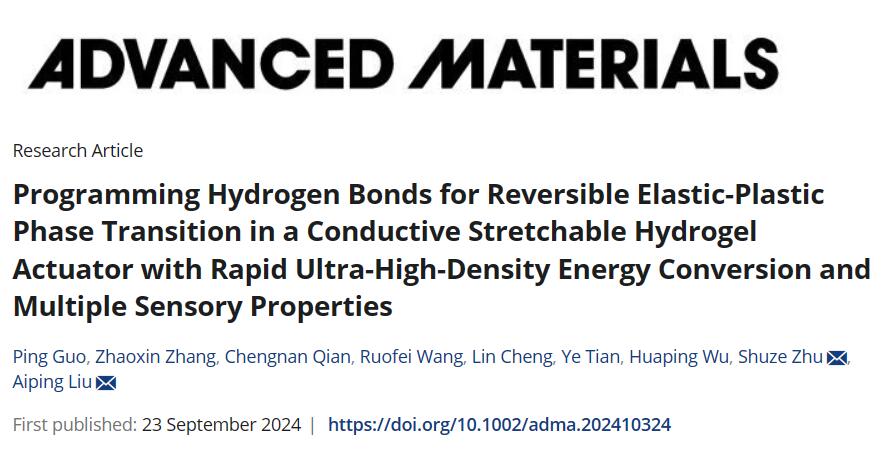 ADVANCED MATERIALS
Research Article
Programming Hydrogen Bonds for Reversible Elastic-Plastic
Phase Transition in a Conductive Stretchable Hydrogel
Actuator with Rapid Ultra-High-Density Energy Conversion and
Multiple Sensory Properties
Ping Guo, Zhaoxin Zhang, Chengnan Qian, Ruofei Wang, Lin Cheng, Ye Tian, Huaping Wu, Shuze Zhu,
Aiping Liu
First published: 23 September 2024 | https://doi.org/10.1002/adma.202410324